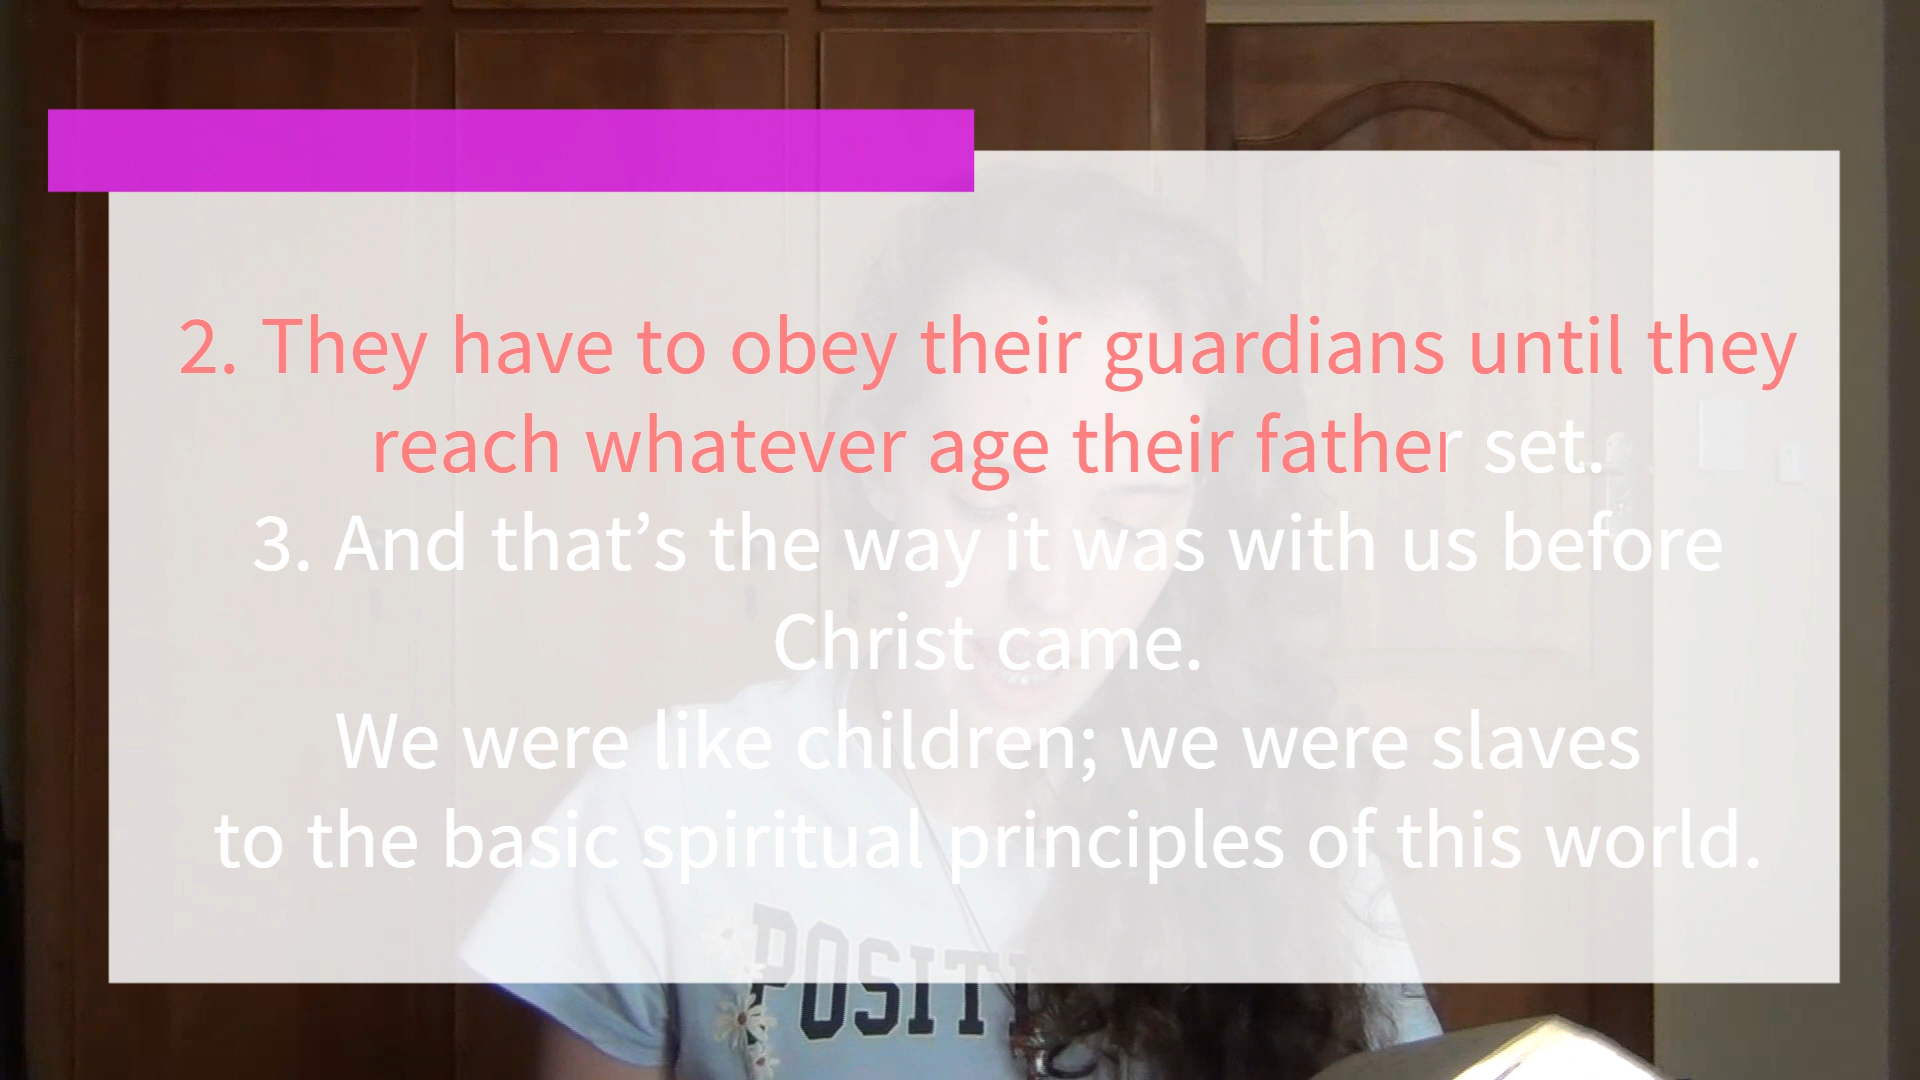 2. They have to obey their guardians until they
reach whatever age their father set.
3. And that’s the way it was with us before
Christ came.
We were like children; we were slaves
to the basic spiritual principles of this world.
POSITI